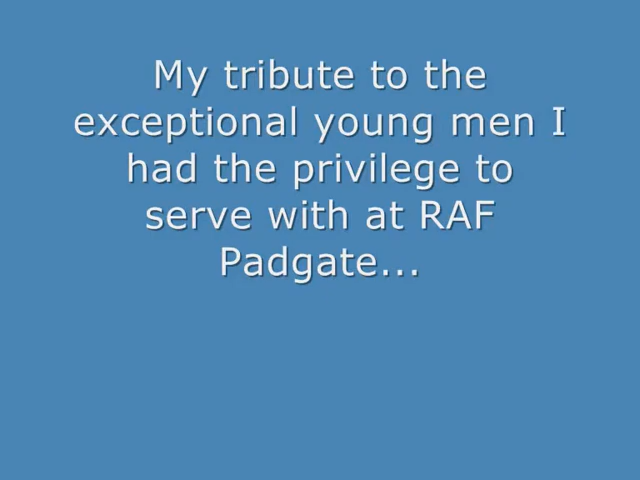 My tribute to the
exceptional young men I
had the privilege to
serve with at RAF
Padgate...